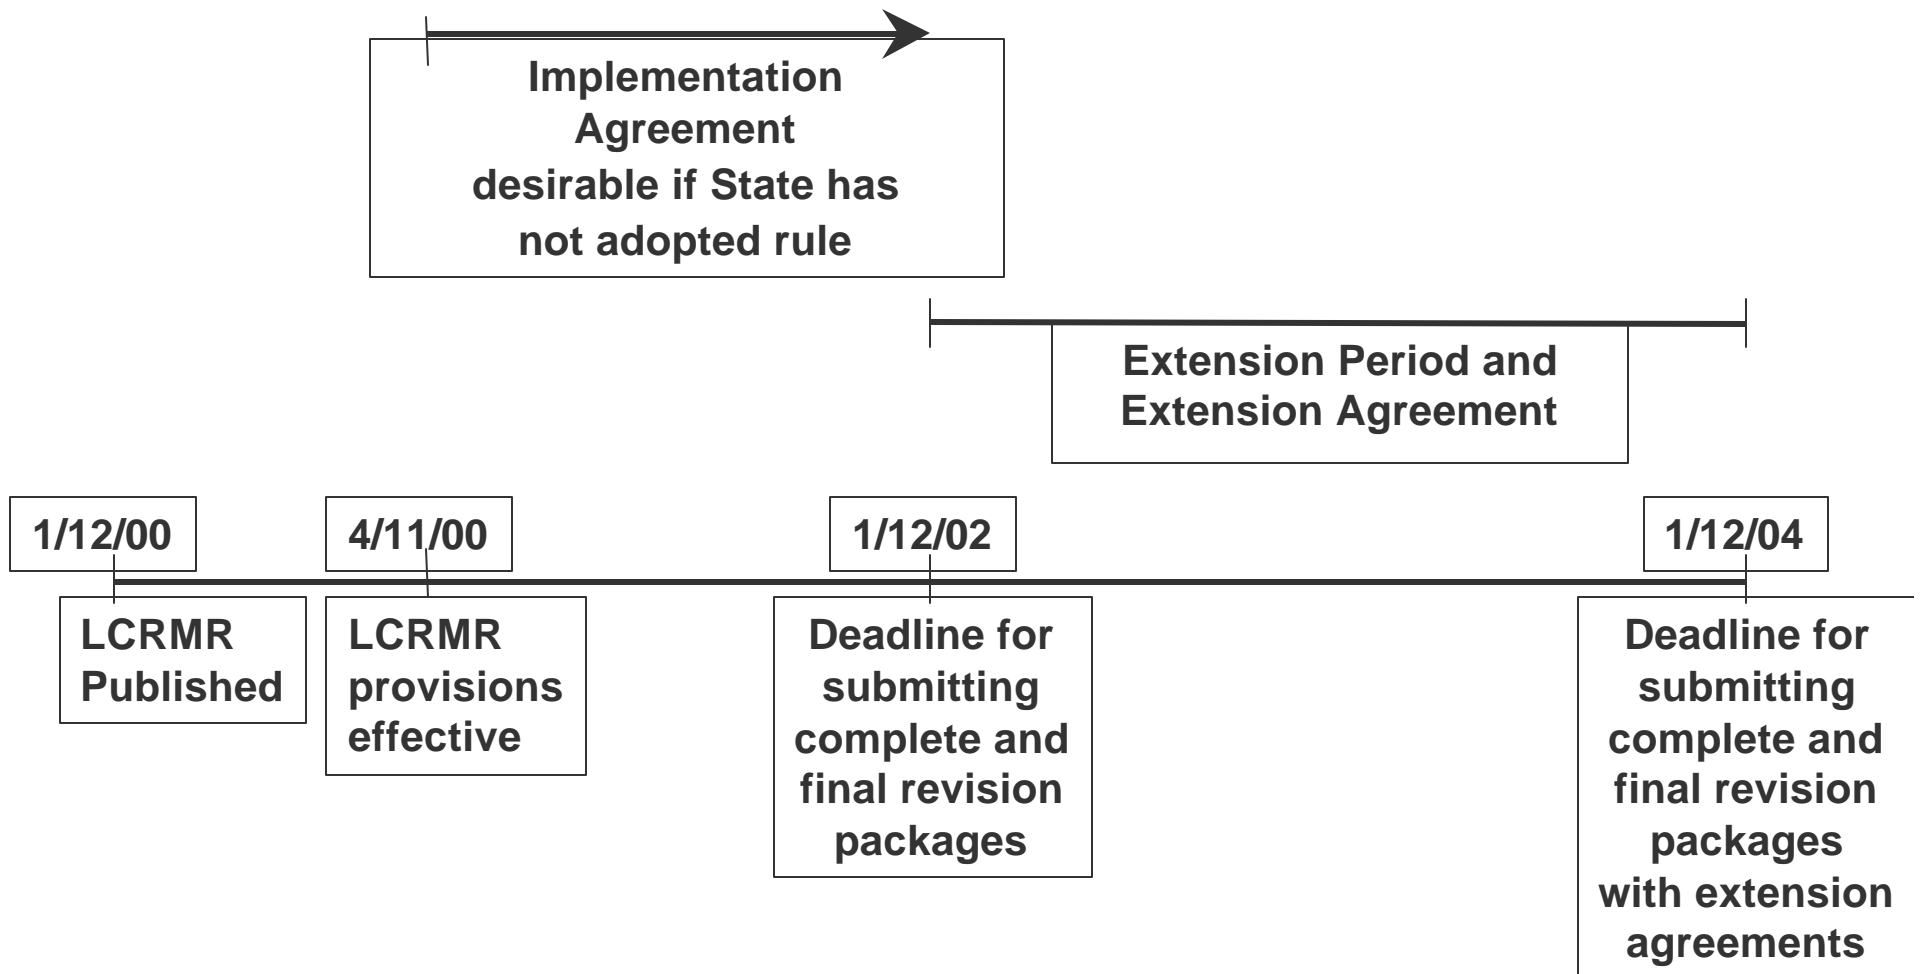 Implementation
Agreement
desirable if State has
not adopted rule
Extension Period and
Extension Agreement
1/12/00
4/11/00
1/12/02
1/12/04
LCRMR
Published
LCRMR
provisions
effective
Deadline for
submitting
complete and
final revision
packages
Deadline for
submitting
complete and
final revision
packages
with extension
agreements